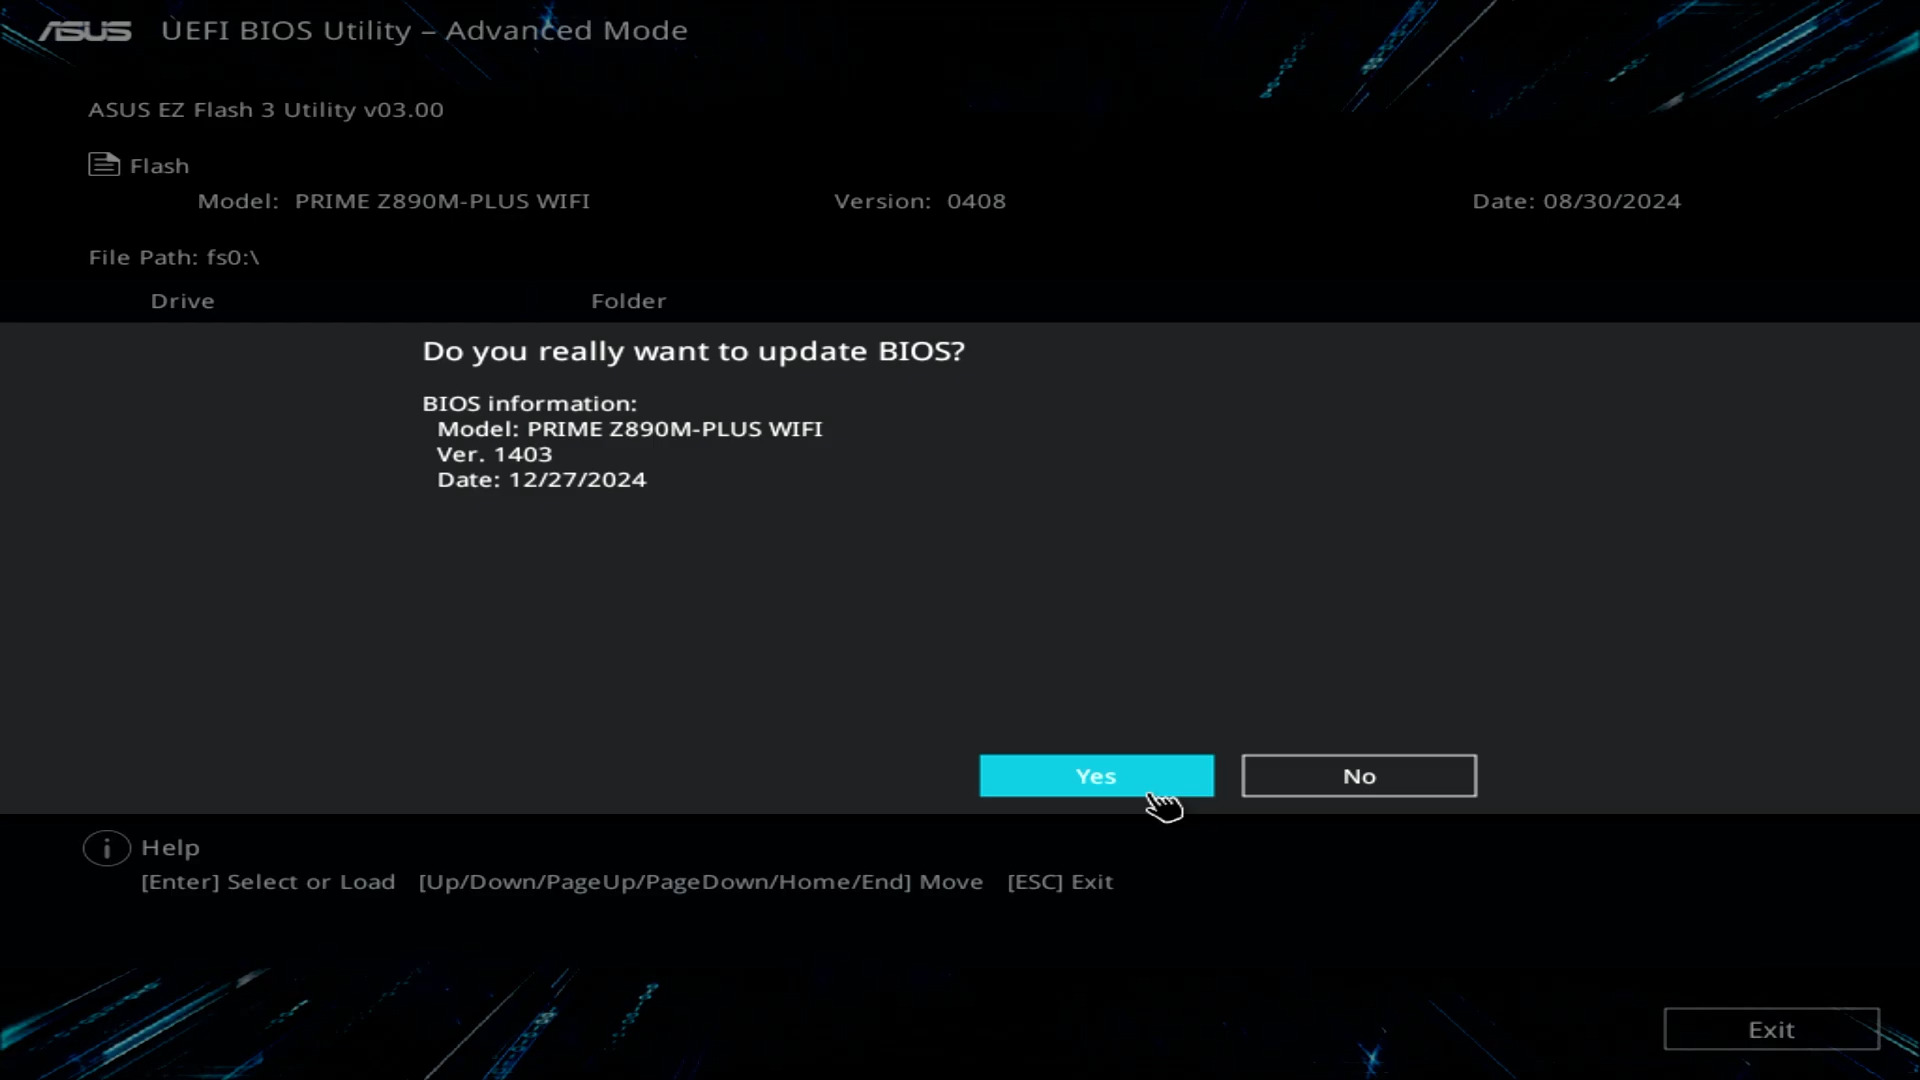 ASUS UEFI BIOS Utility – Advanced Mode
ASUS EZ Flash 3 Utility v03.00
Flash
Model: PRIME Z890M-PLUS WIFI Version: 0408 Date: 08/30/2024
File Path: fs0:\
Drive Folder
Do you really want to update BIOS?
BIOS information:
Model: PRIME Z890M-PLUS WIFI
Ver. 1403
Date: 12/27/2024
Yes No
Help
[Enter] Select or Load [Up/Down/PageUp/PageDown/Home/End] Move [ESC] Exit
Exit